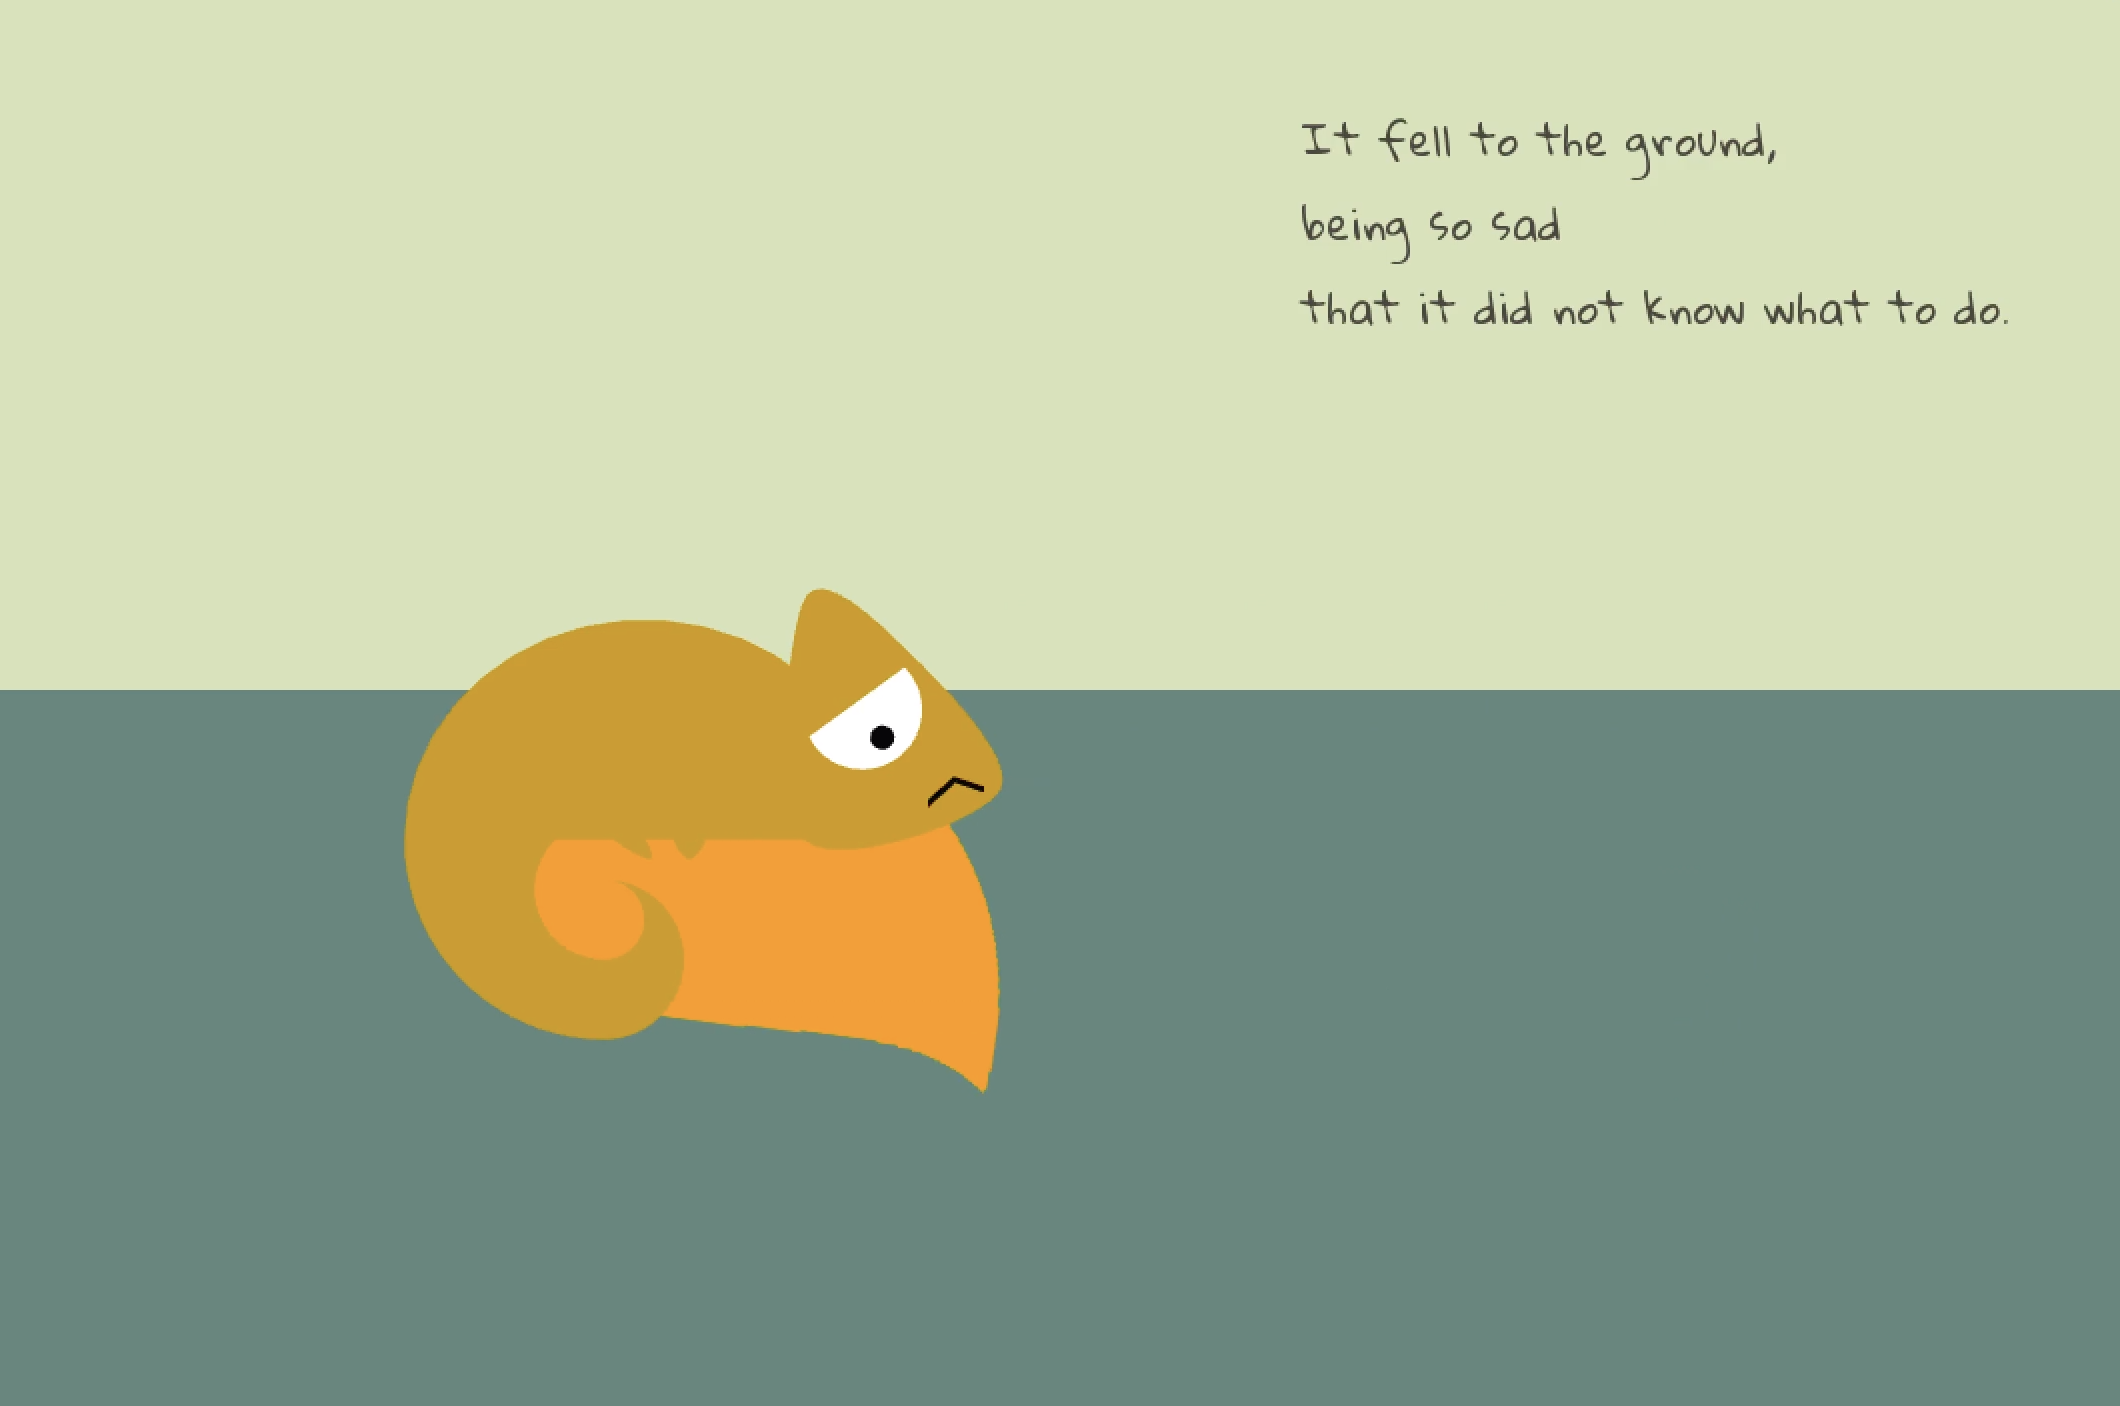 It fell to the ground,
being so sad
that it did not know what to do.